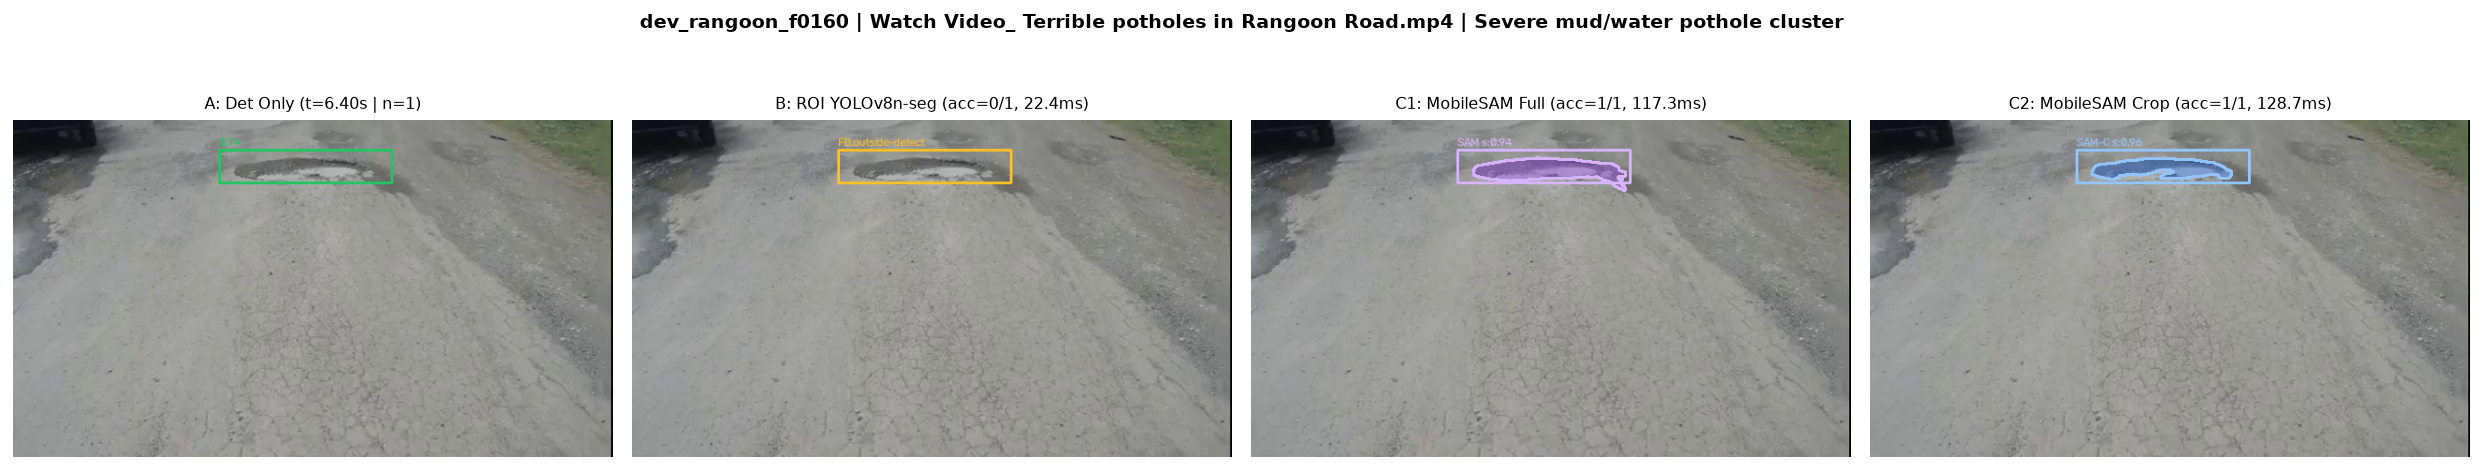 dev_rangoon_f0160 | Watch Video_ Terrible potholes in Rangoon Road.mp4 | Severe mud/water pothole cluster
A: Det Only (t=6.40s | n=1)
B: ROI YOLOv8n-seg (acc=0/1, 22.4ms)
C1: MobileSAM Full (acc=1/1, 117.3ms)
C2: MobileSAM Crop (acc=1/1, 128.7ms)
FB:outside-detect
SAM s:0.94
SAM-C s:0.96